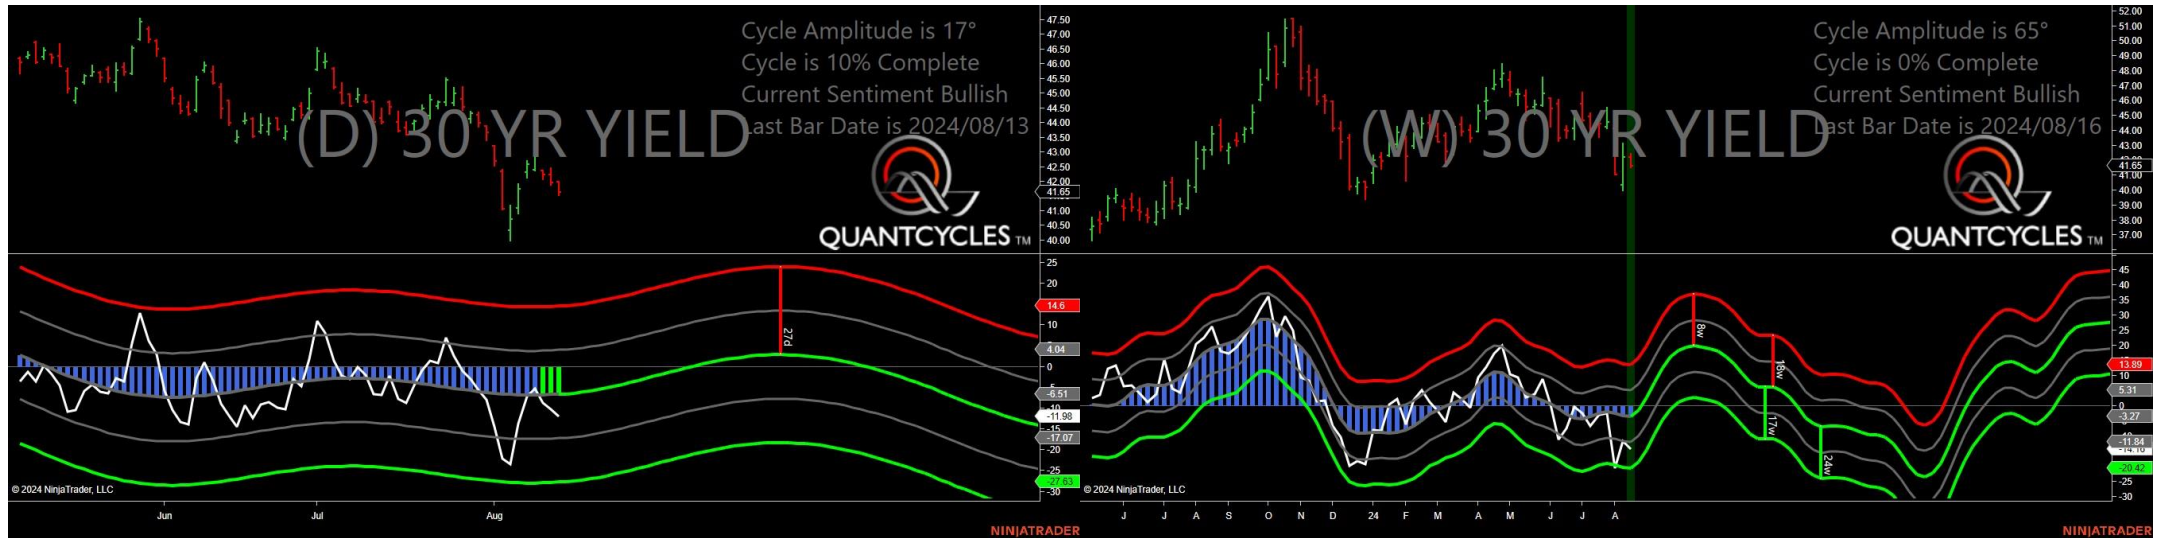 Cycle Amplitude is 17°
Cycle is 10% Complete
Current Sentiment Bullish
Last Bar Date is 2024/08/13
(D) 30 YR YIELD
QUANTCYCLES TM
47.50
47.00
46.50
46.00
45.50
45.00
44.50
44.00
43.50
43.00
42.50
42.00
41.65
41.00
40.50
40.00
25
20
14.6
10
4.04
0
-6.51
-11.98
-15
-17.07
-20
-25
-27.63
-30
27d
© 2024 NinjaTrader, LLC
Jun
Jul
Aug
NINJATRADER
Cycle Amplitude is 65°
Cycle is 0% Complete
Current Sentiment Bullish
Last Bar Date is 2024/08/16
(W) 30 YR YIELD
QUANTCYCLES TM
52.00
51.00
50.00
49.00
48.00
47.00
46.00
45.00
44.00
43.00
41.65
41.00
40.00
39.00
38.00
37.00
45
40
35
30
25
20
13.89
10
5.31
0
-3.27
-11.84
-14.16
-20.42
-25
-30
8w
18w
17w
24w
© 2024 NinjaTrader, LLC
J
J
A
S
O
N
D
24
F
M
A
M
J
J
A
NINJATRADER